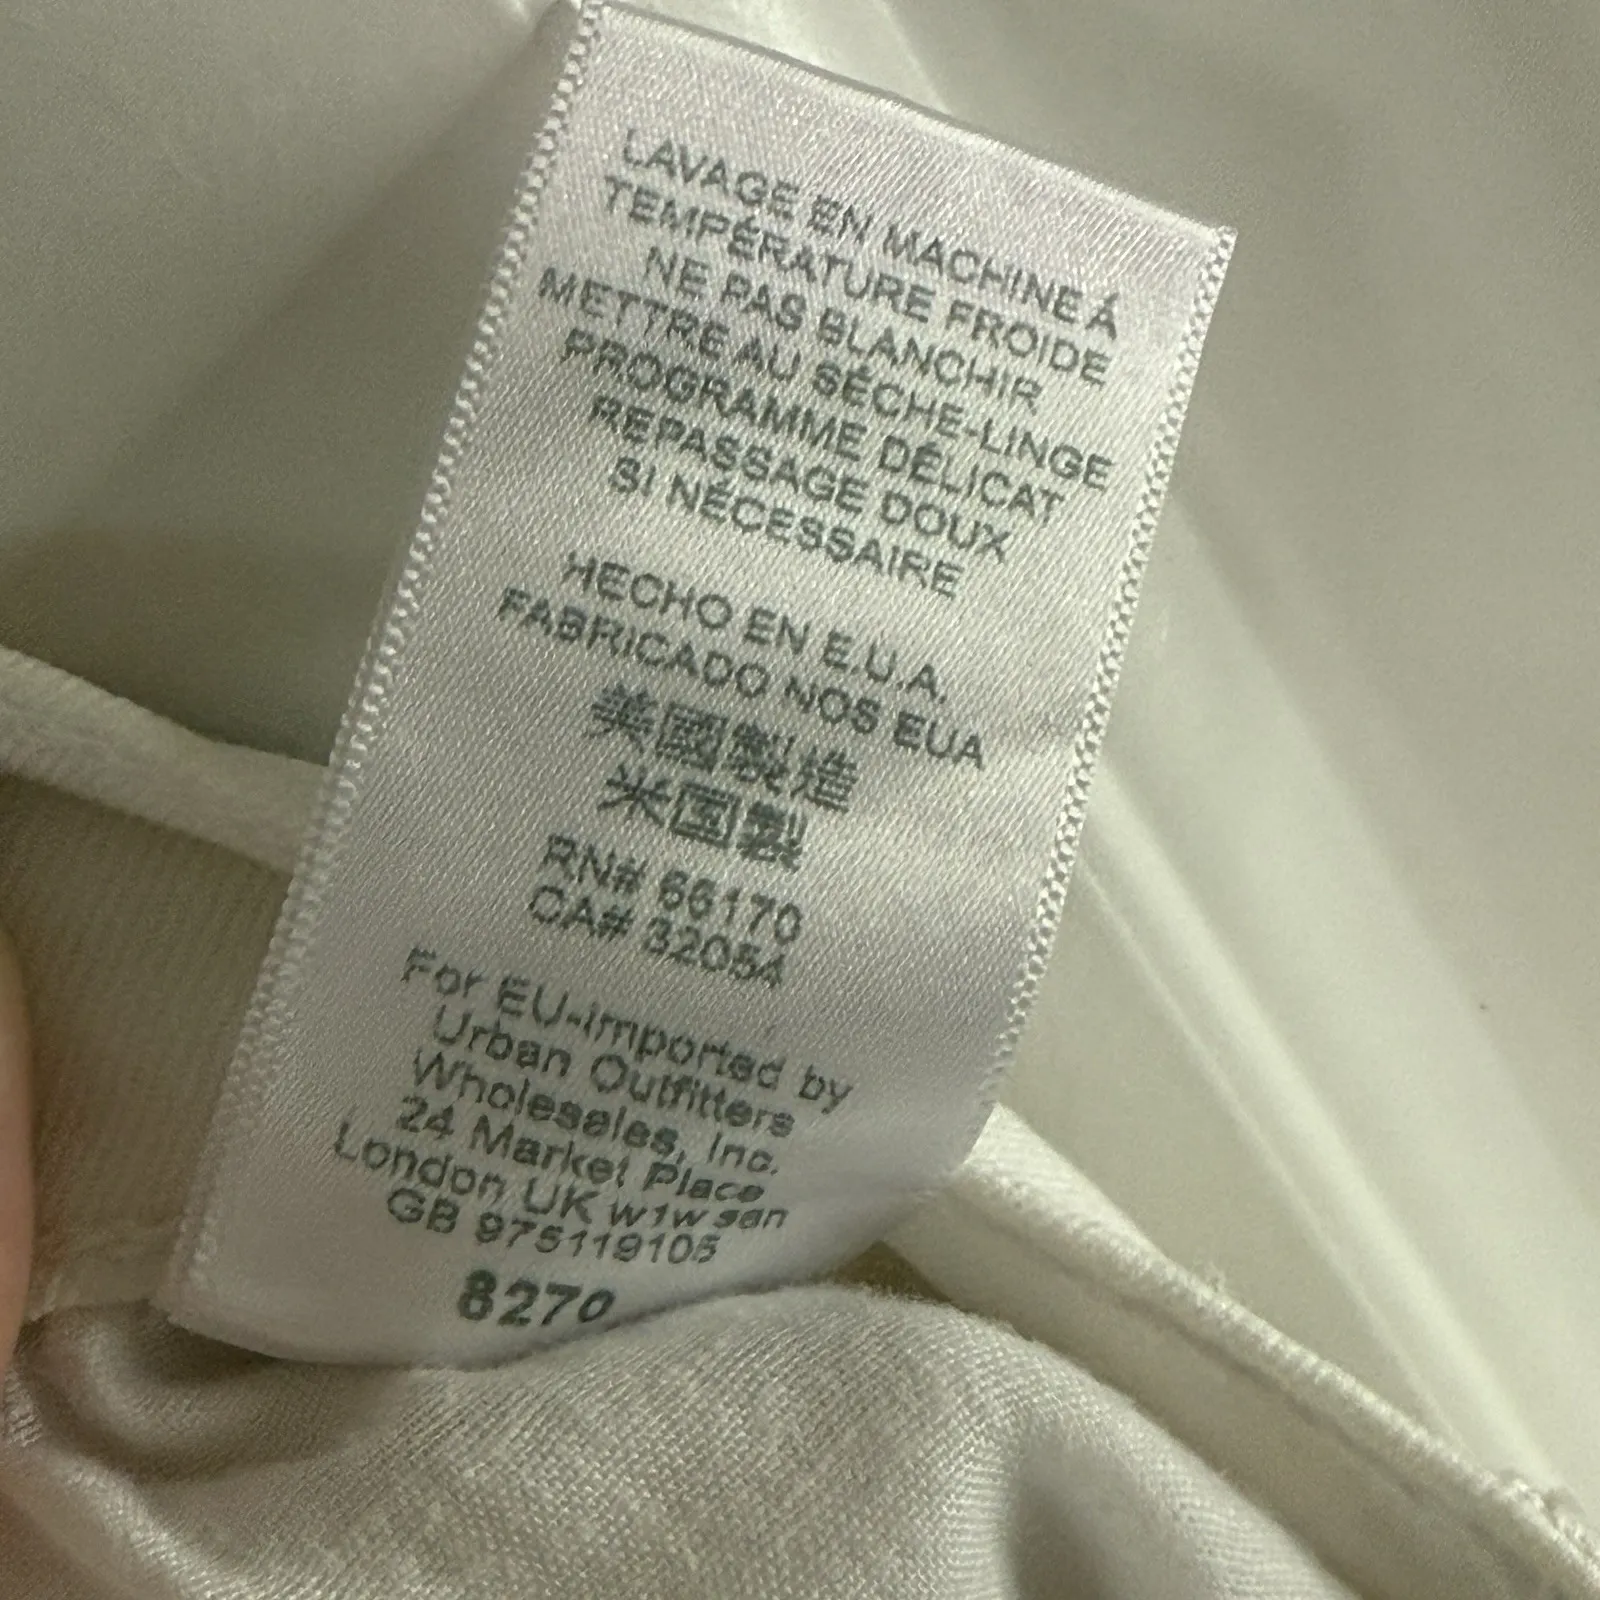 LAVAGE EN MACHINE Á
TEMPÉRATURE FROIDE
NE PAS BLANCHIR
METTRE AU SÉCHE-LINGE
PROGRAMME DÉLICAT
REPASSAGE DOUX
SI NÉCESSAIRE
HECHO EN E.U.A.
FABRICADO NOS EUA
美國製造
米国製
RN# 66170
CA# 32054
For EU-imported by
Urban Outfitters
Wholesales, Inc.
24 Market Place
London UK w1w 8an
GB 975119105
8270